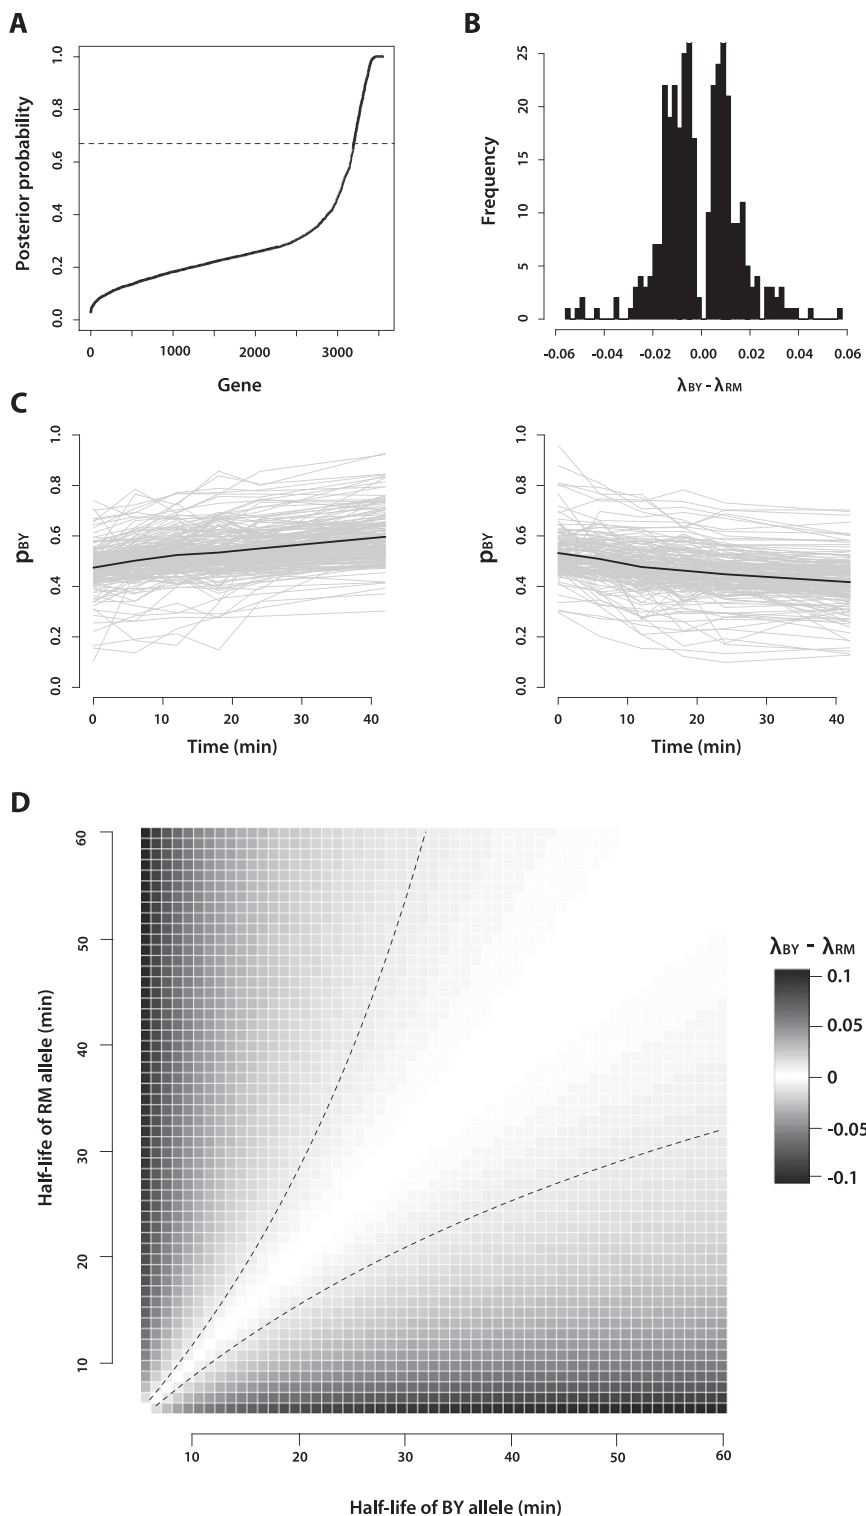 A
Posterior probability
0.0 0.2 0.4 0.6 0.8 1.0
0 1000 2000 3000
Gene
B
Frequency
0 5 10 15 20 25
-0.06 -0.04 -0.02 0.00 0.02 0.04 0.06
λBY - λRM
C
pBY
0.0 0.2 0.4 0.6 0.8 1.0
0 10 20 30 40
Time (min)
pBY
0.0 0.2 0.4 0.6 0.8 1.0
0 10 20 30 40
Time (min)
D
Half-life of RM allele (min)
10 20 30 40 50 60
10 20 30 40 50 60
Half-life of BY allele (min)
λBY - λRM
0.1
0.05
0
-0.05
-0.1